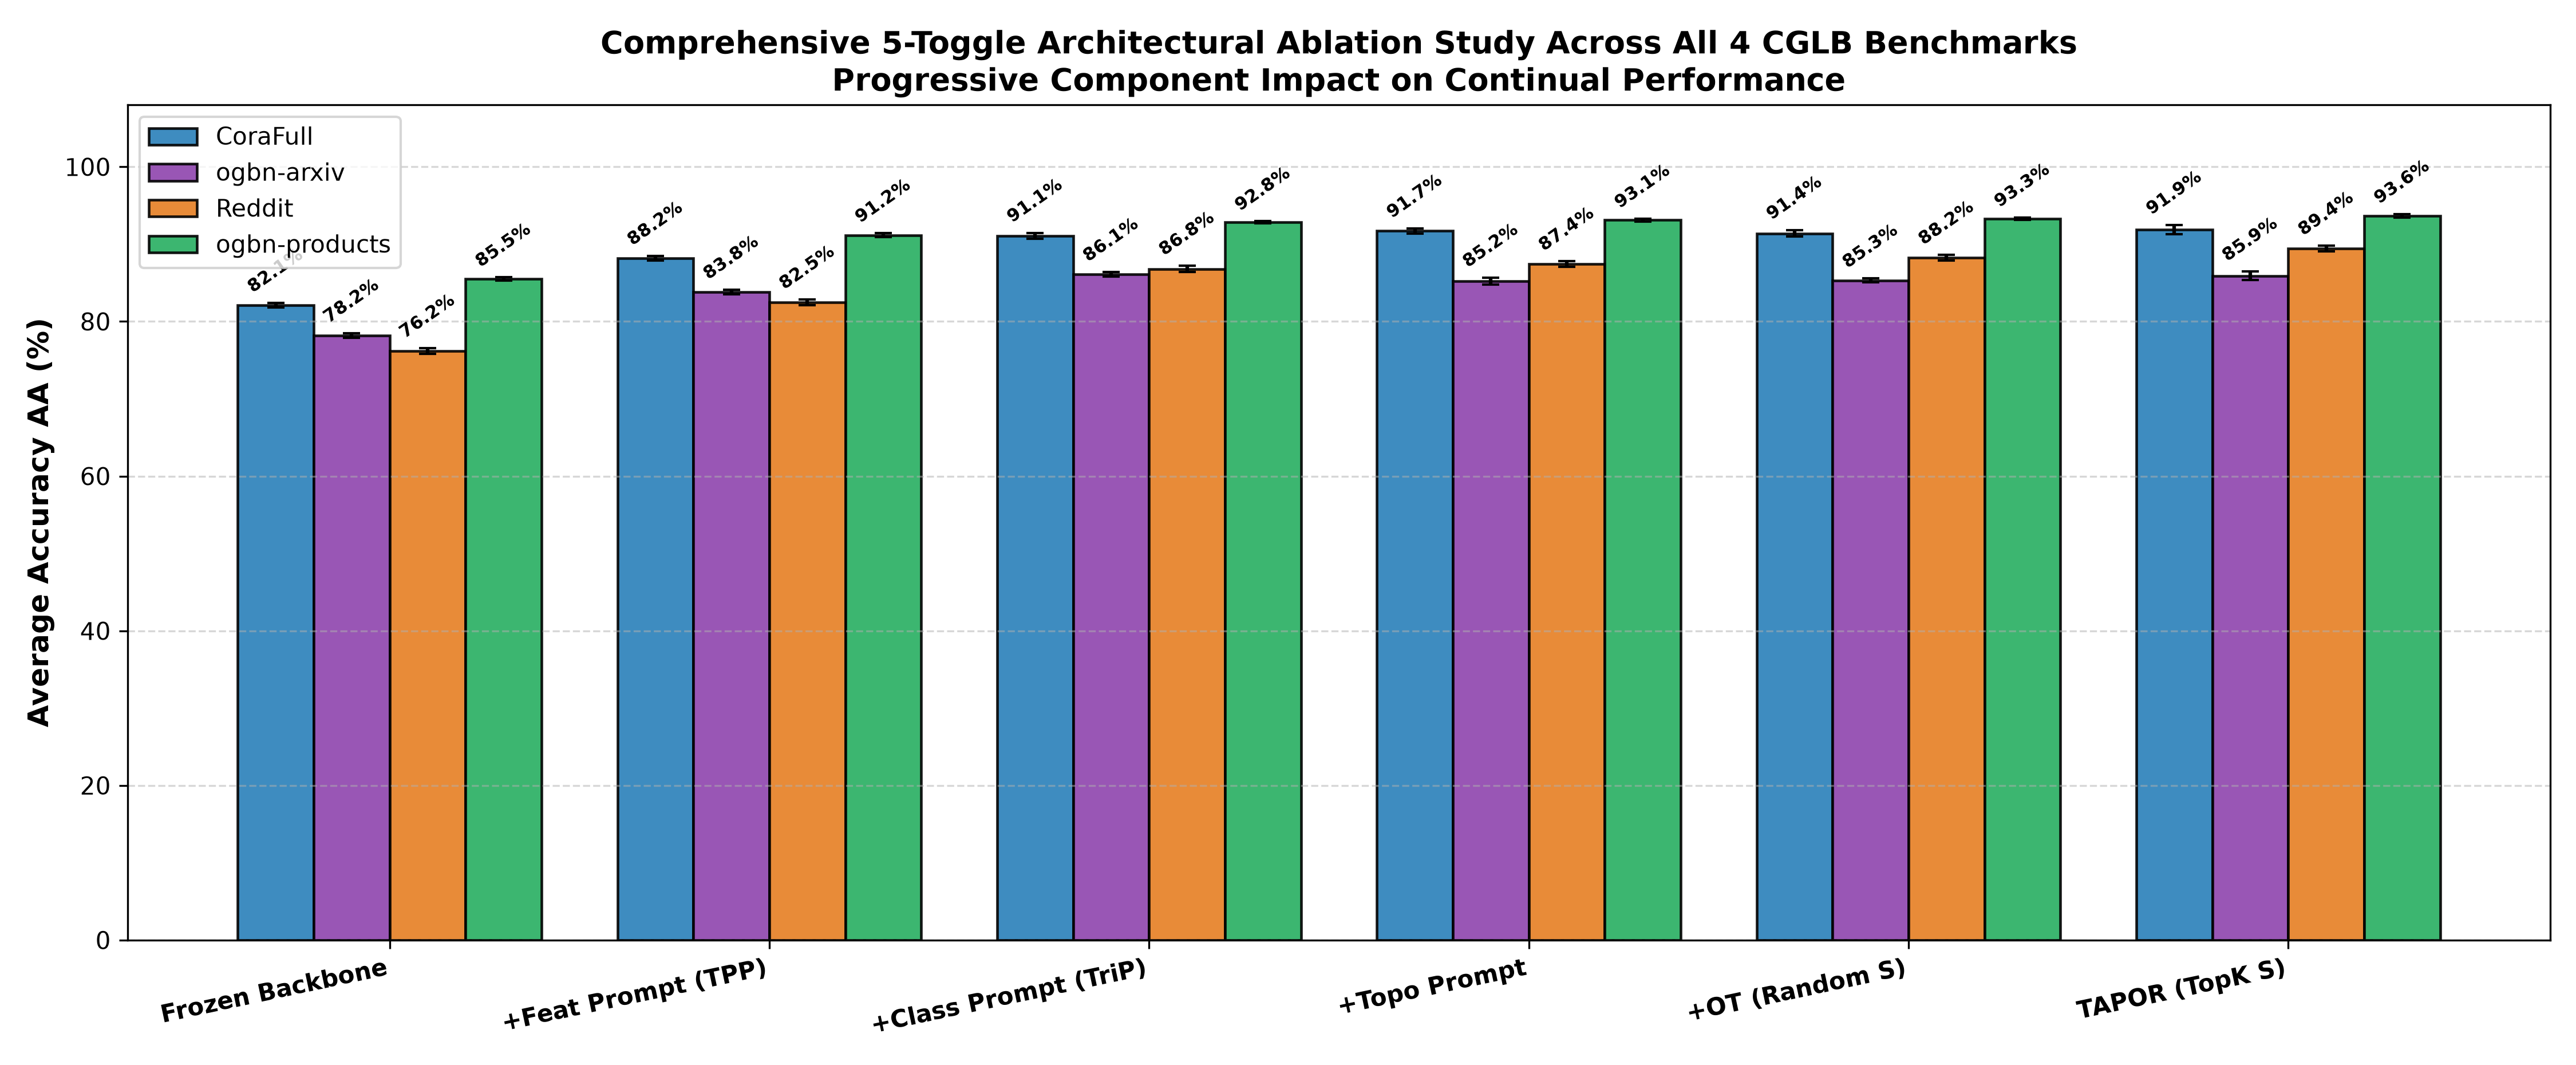 Comprehensive 5-Toggle Architectural Ablation Study Across All 4 CGLB Benchmarks
Progressive Component Impact on Continual Performance
CoraFull
ogbn-arxiv
Reddit
ogbn-products
Average Accuracy AA (%)
100
80
60
40
20
0
82.1% 78.2% 76.2% 85.5%
88.2% 83.8% 82.5% 91.2%
91.1% 86.1% 86.8% 92.8%
91.7% 85.2% 87.4% 93.1%
91.4% 85.3% 88.2% 93.3%
91.9% 85.9% 89.4% 93.6%
Frozen Backbone
+Feat Prompt (TPP)
+Class Prompt (TriP)
+Topo Prompt
+OT (Random S)
TAPOR (TopK S)